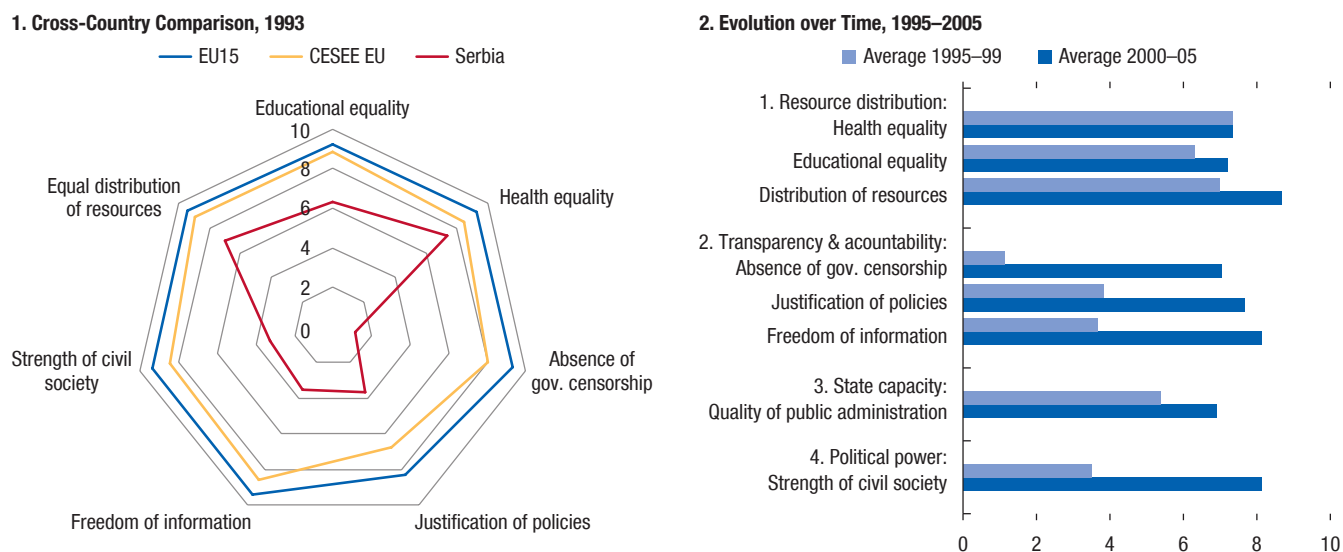 1. Cross-Country Comparison, 1993
EU15
CESEE EU
Serbia
Educational equality
10
8
6
4
2
0
Equal distribution
of resources
Health equality
Strength of civil
society
Absence of
gov. censorship
Freedom of information
Justification of policies
2. Evolution over Time, 1995–2005
Average 1995–99
Average 2000–05
1. Resource distribution:
Health equality
Educational equality
Distribution of resources
2. Transparency & acountability:
Absence of gov. censorship
Justification of policies
Freedom of information
3. State capacity:
Quality of public administration
4. Political power:
Strength of civil society
0 2 4 6 8 10